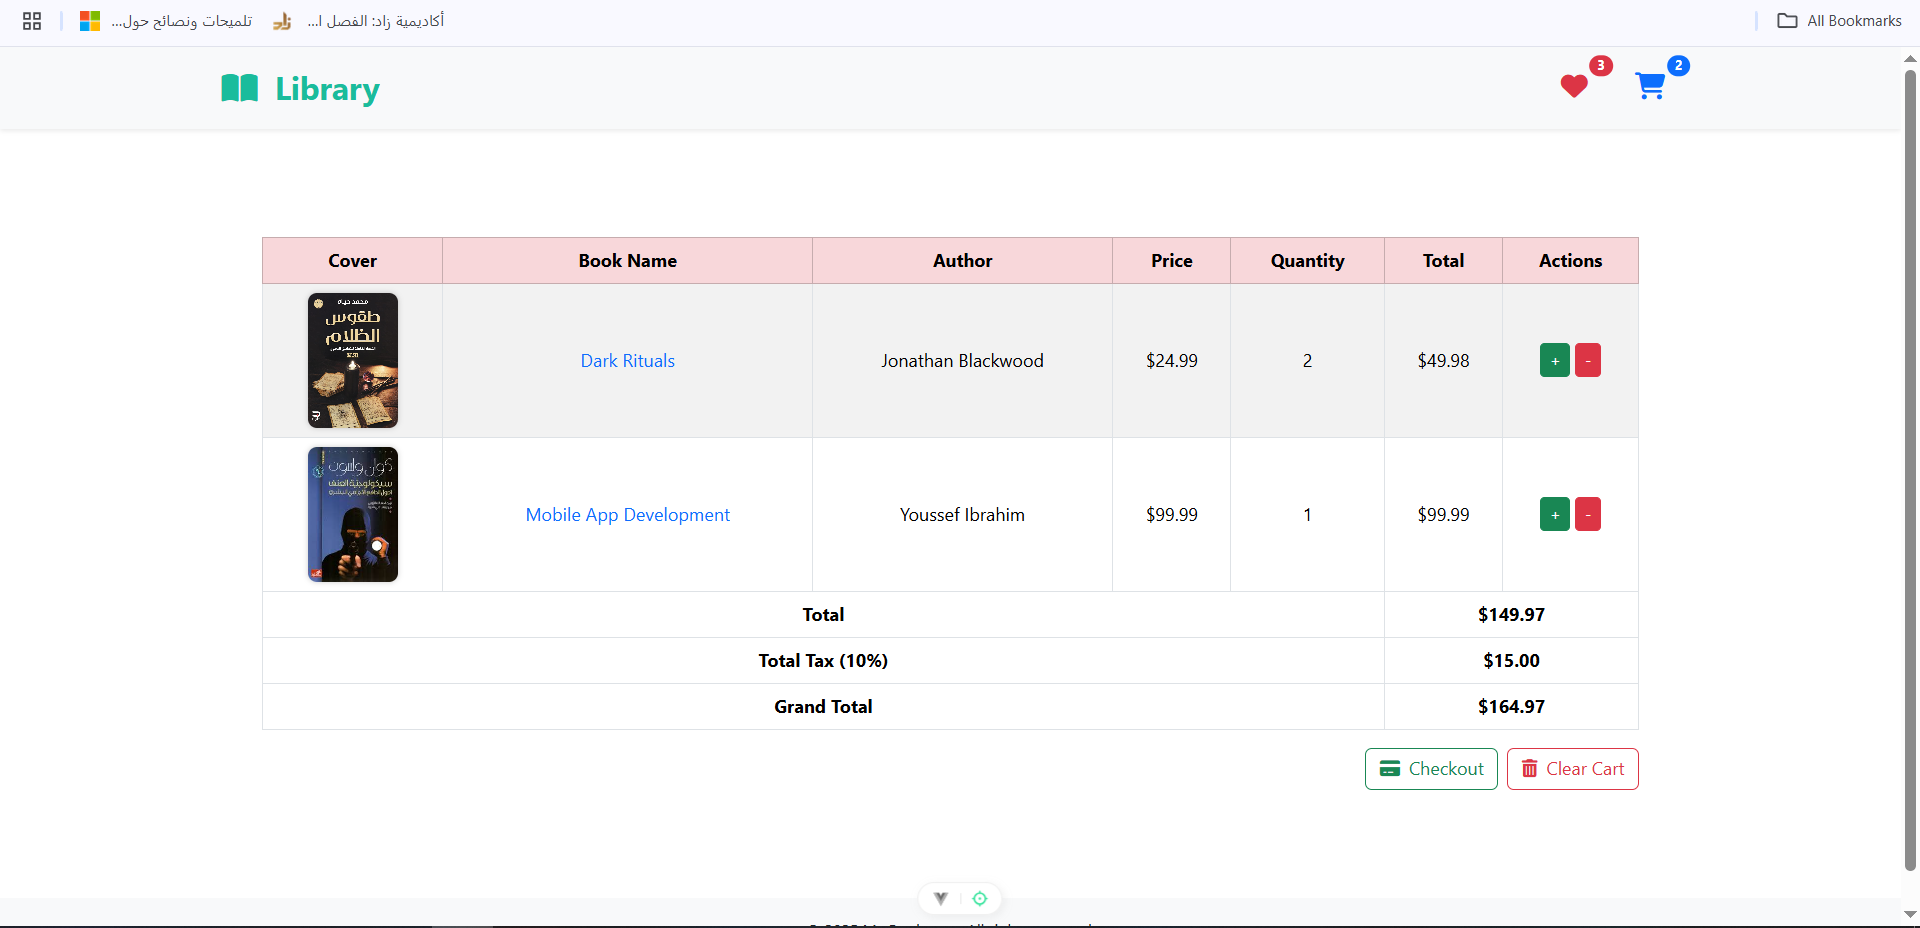 تلميحات ونصائح حول...
أكاديمية زاد: الفصل ا...
All Bookmarks
Library
3
2
Cover Book Name Author Price Quantity Total Actions
محمد حياه
طقوس
الظلام
Dark Rituals Jonathan Blackwood $24.99 2 $49.98 + -
كولن ولسون
سيكولوجية العنف
Mobile App Development Youssef Ibrahim $99.99 1 $99.99 + -
Total $149.97
Total Tax (10%) $15.00
Grand Total $164.97
Checkout Clear Cart